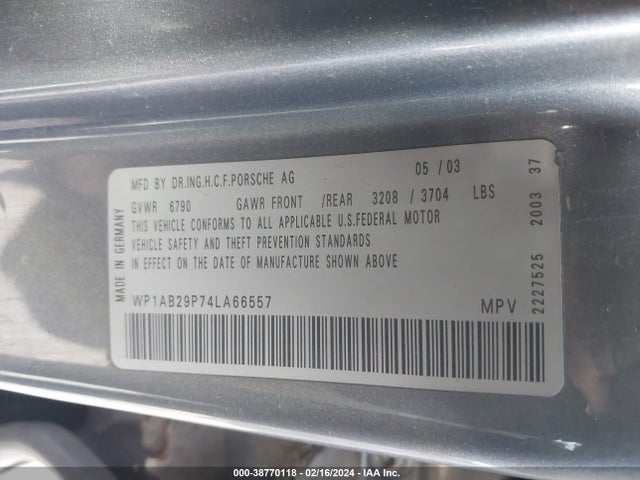 MFD BY DR.ING.H.C.F.PORSCHE AG 05 / 03
GVWR 6790 GAWR FRONT /REAR 3208 / 3704 LBS
THIS VEHICLE CONFORMS TO ALL APPLICABLE U.S.FEDERAL MOTOR
VEHICLE SAFETY AND THEFT PREVENTION STANDARDS
IN EFFECT ON THE DATE OF MANUFACTURE SHOWN ABOVE
WP1AB29P74LA66557 MPV
MADE IN GERMANY
2227525 2003 37
000-38770118 - 02/16/2024 - IAA Inc.